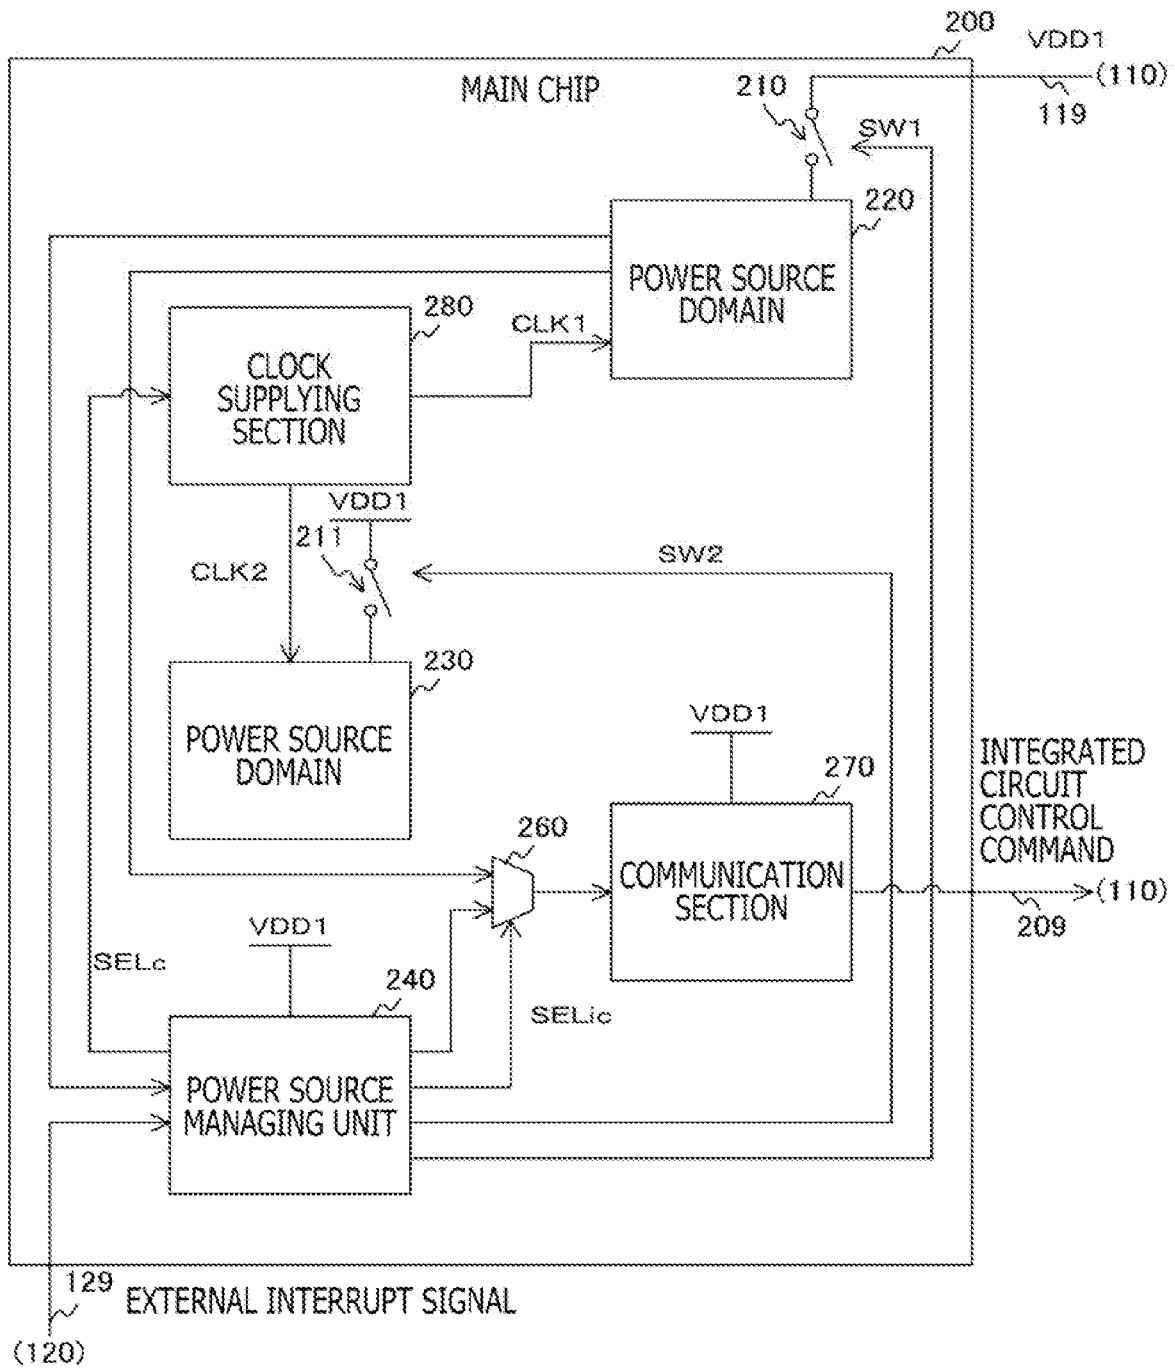 200
VDD1
(110)
MAIN CHIP
210
119
SW1
220
POWER SOURCE
DOMAIN
280
CLK1
CLOCK
SUPPLYING
SECTION
VDD1
211
SW2
CLK2
230
POWER SOURCE
DOMAIN
VDD1
INTEGRATED
CIRCUIT
CONTROL
COMMAND
270
260
COMMUNICATION
SECTION
(110)
209
VDD1
SELc
240
SELic
POWER SOURCE
MANAGING UNIT
129
EXTERNAL INTERRUPT SIGNAL
(120)